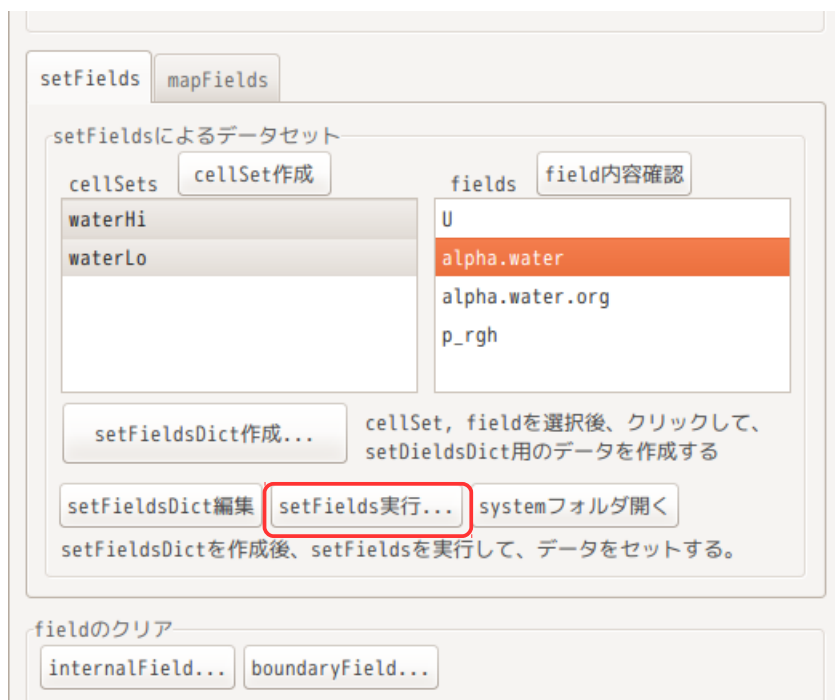 setFields mapFields
setFieldsによるデータセット
cellSets cellSet作成 fields field内容確認
waterHi U
waterLo alpha.water
alpha.water.org
p_rgh
setFieldsDict作成... cellSet, fieldを選択後、クリックして、
setDieldsDict用のデータを作成する
setFieldsDict編集 setFields実行... systemフォルダ開く
setFieldsDictを作成後、setFieldsを実行して、データをセットする。
fieldのクリア
internalField... boundaryField...